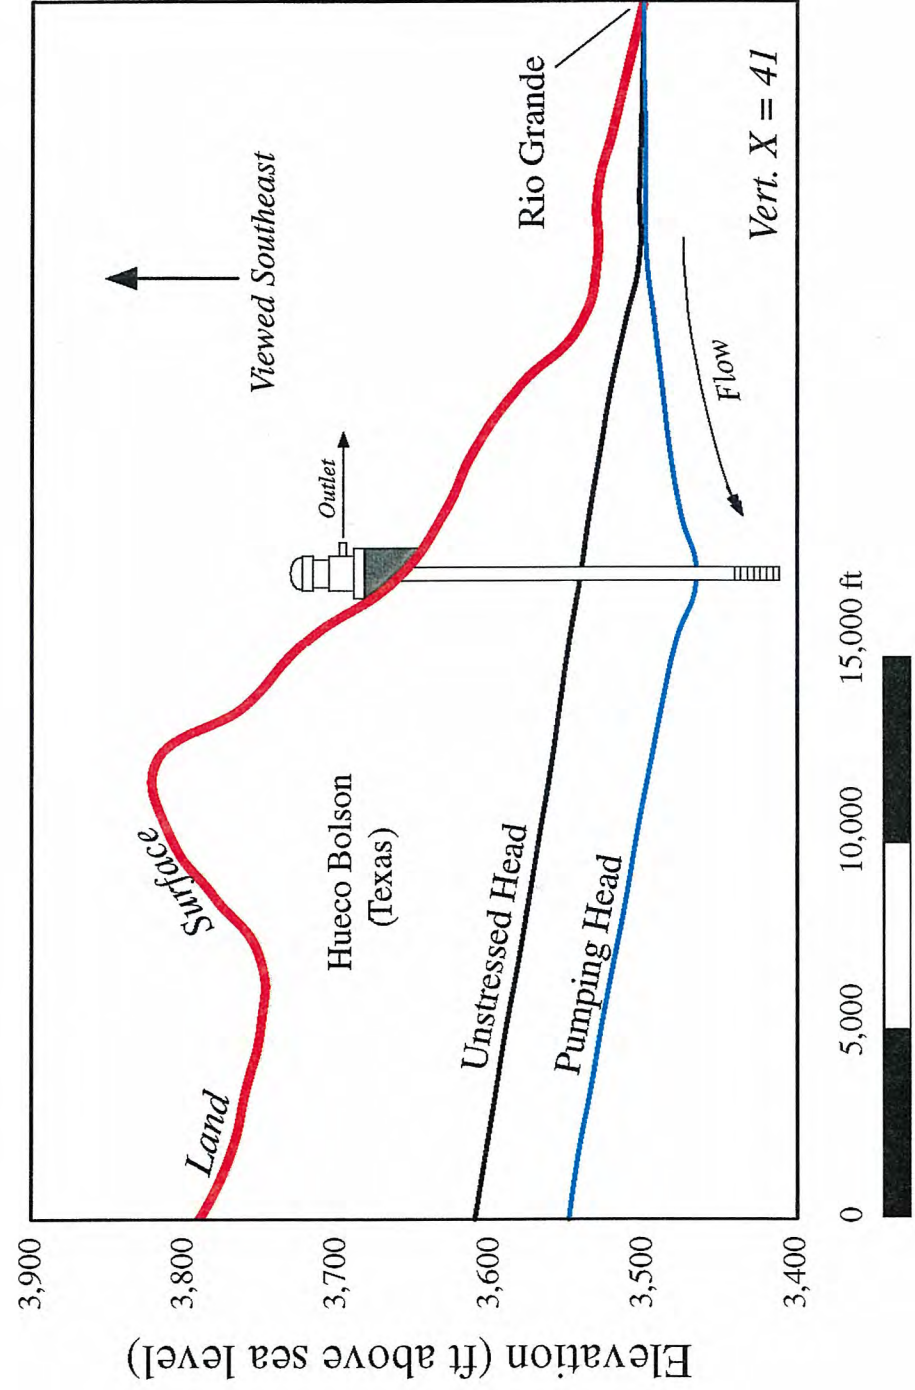 Elevation (ft above sea level)
3,900
3,800
3,700
3,600
3,500
3,400
Land
Surface
Hueco Bolson
(Texas)
Unstressed Head
Pumping Head
Outlet
Viewed Southeast
Rio Grande
Flow
Vert. X = 41
0
5,000
10,000
15,000 ft